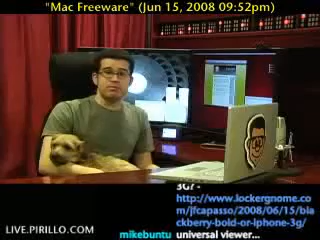 "Mac Freeware" (Jun 15, 2008 09:52pm)
3G? -
http://www.lockergnome.co
m/jfcapasso/2008/06/15/bla
ckberry-bold-or-iphone-3g/
LIVE.PIRILLO.COM
mikebuntu universal viewer...